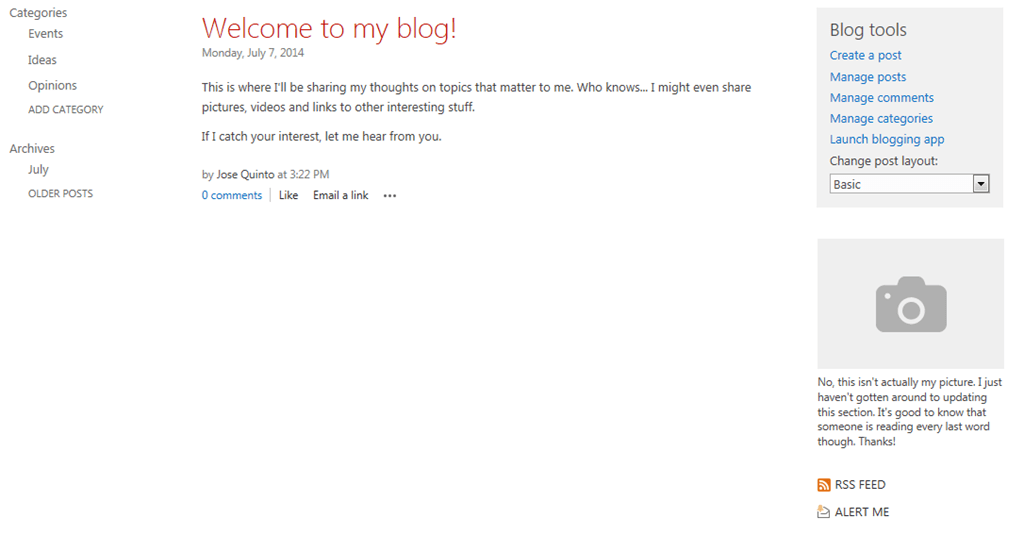 Categories
Events
Ideas
Opinions
ADD CATEGORY
Archives
July
OLDER POSTS
Welcome to my blog!
Monday, July 7, 2014
This is where I'll be sharing my thoughts on topics that matter to me. Who knows... I might even share
pictures, videos and links to other interesting stuff.
If I catch your interest, let me hear from you.
by Jose Quinto at 3:22 PM
0 comments Like Email a link •••
Blog tools
Create a post
Manage posts
Manage comments
Manage categories
Launch blogging app
Change post layout:
Basic
No, this isn't actually my picture. I just
haven't gotten around to updating
this section. It's good to know that
someone is reading every last word
though. Thanks!
RSS FEED
ALERT ME